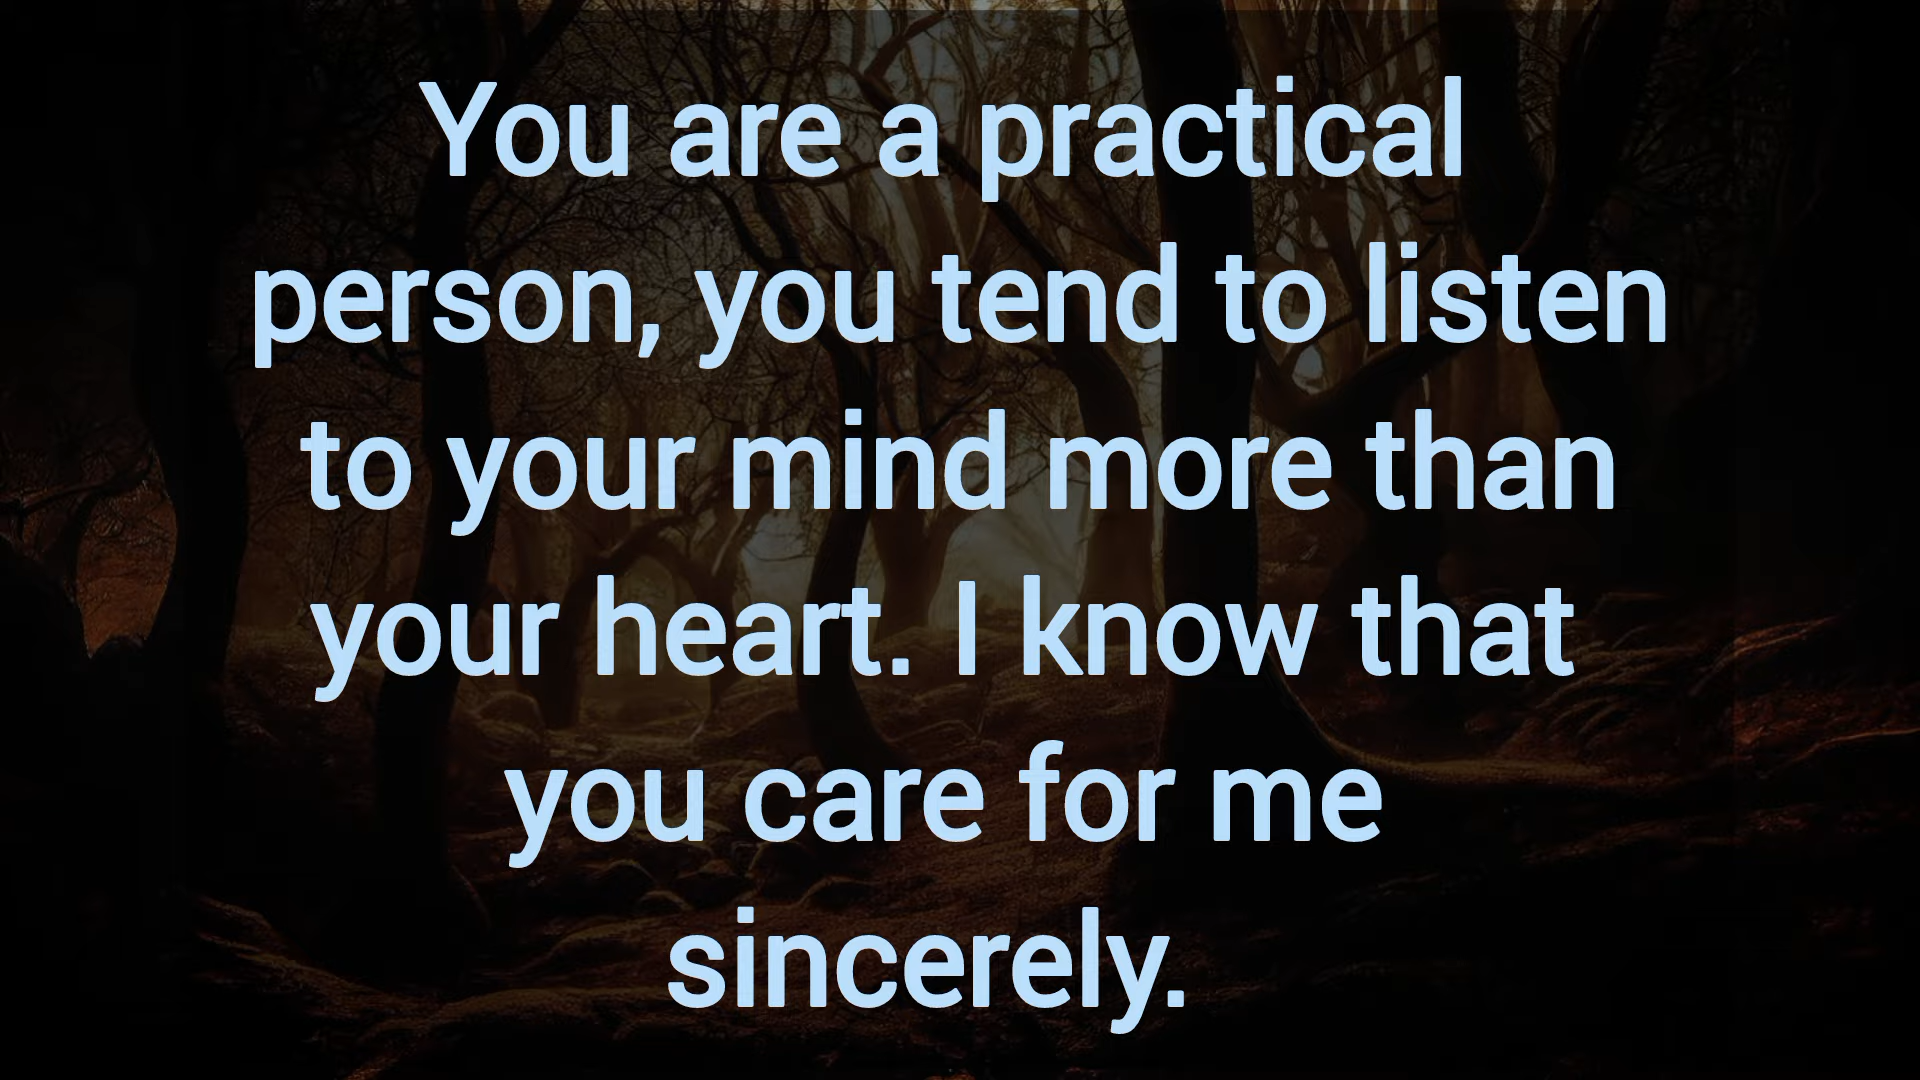 You are a practical
person, you tend to listen
to your mind more than
your heart. I know that
you care for me
sincerely.